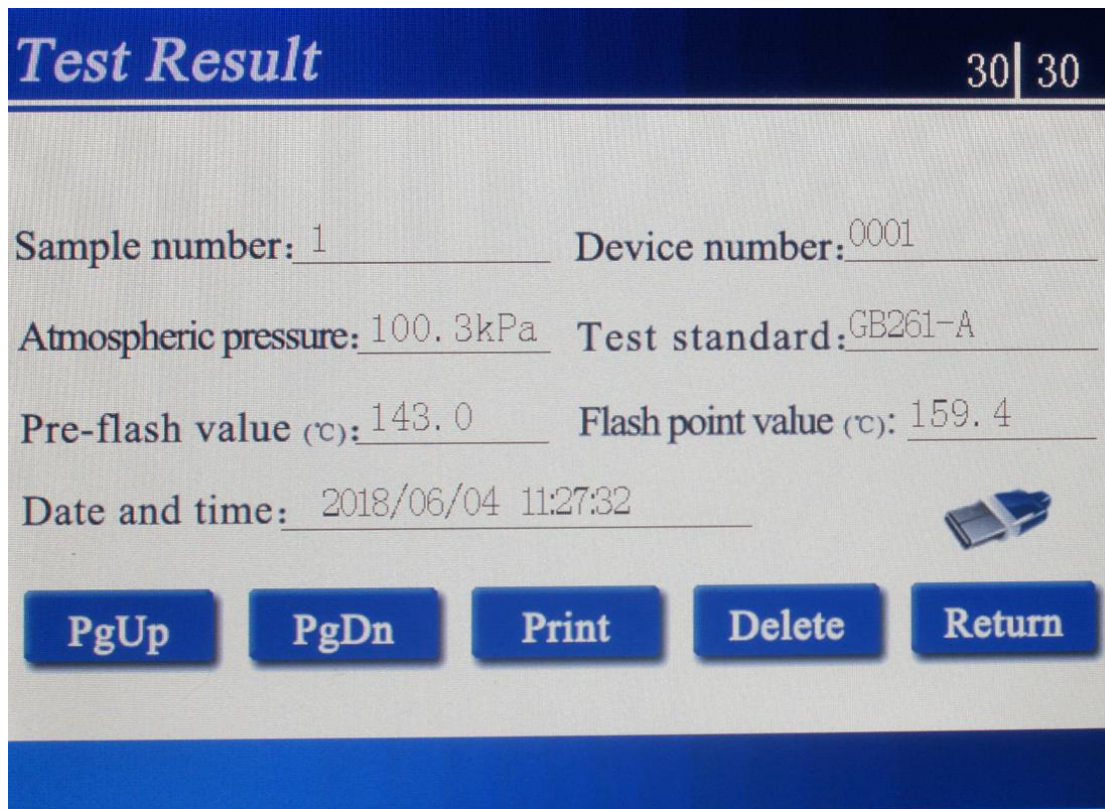 Test Result
30 30
Sample number: 1
Device number: 0001
Atmospheric pressure: 100.3kPa
Test standard: GB261-A
Pre-flash value (℃): 143.0
Flash point value (℃): 159.4
Date and time: 2018/06/04 11:27:32
PgUp
PgDn
Print
Delete
Return